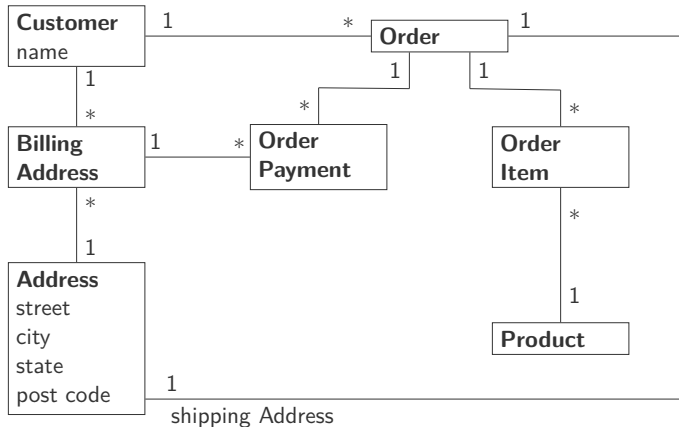 Customer
name
1
*
Order
1
1
*
1
*
1
*
Billing
Address
1
*
Order
Payment
Order
Item
*
1
*
1
Address
street
city
state
post code
Product
1
shipping Address